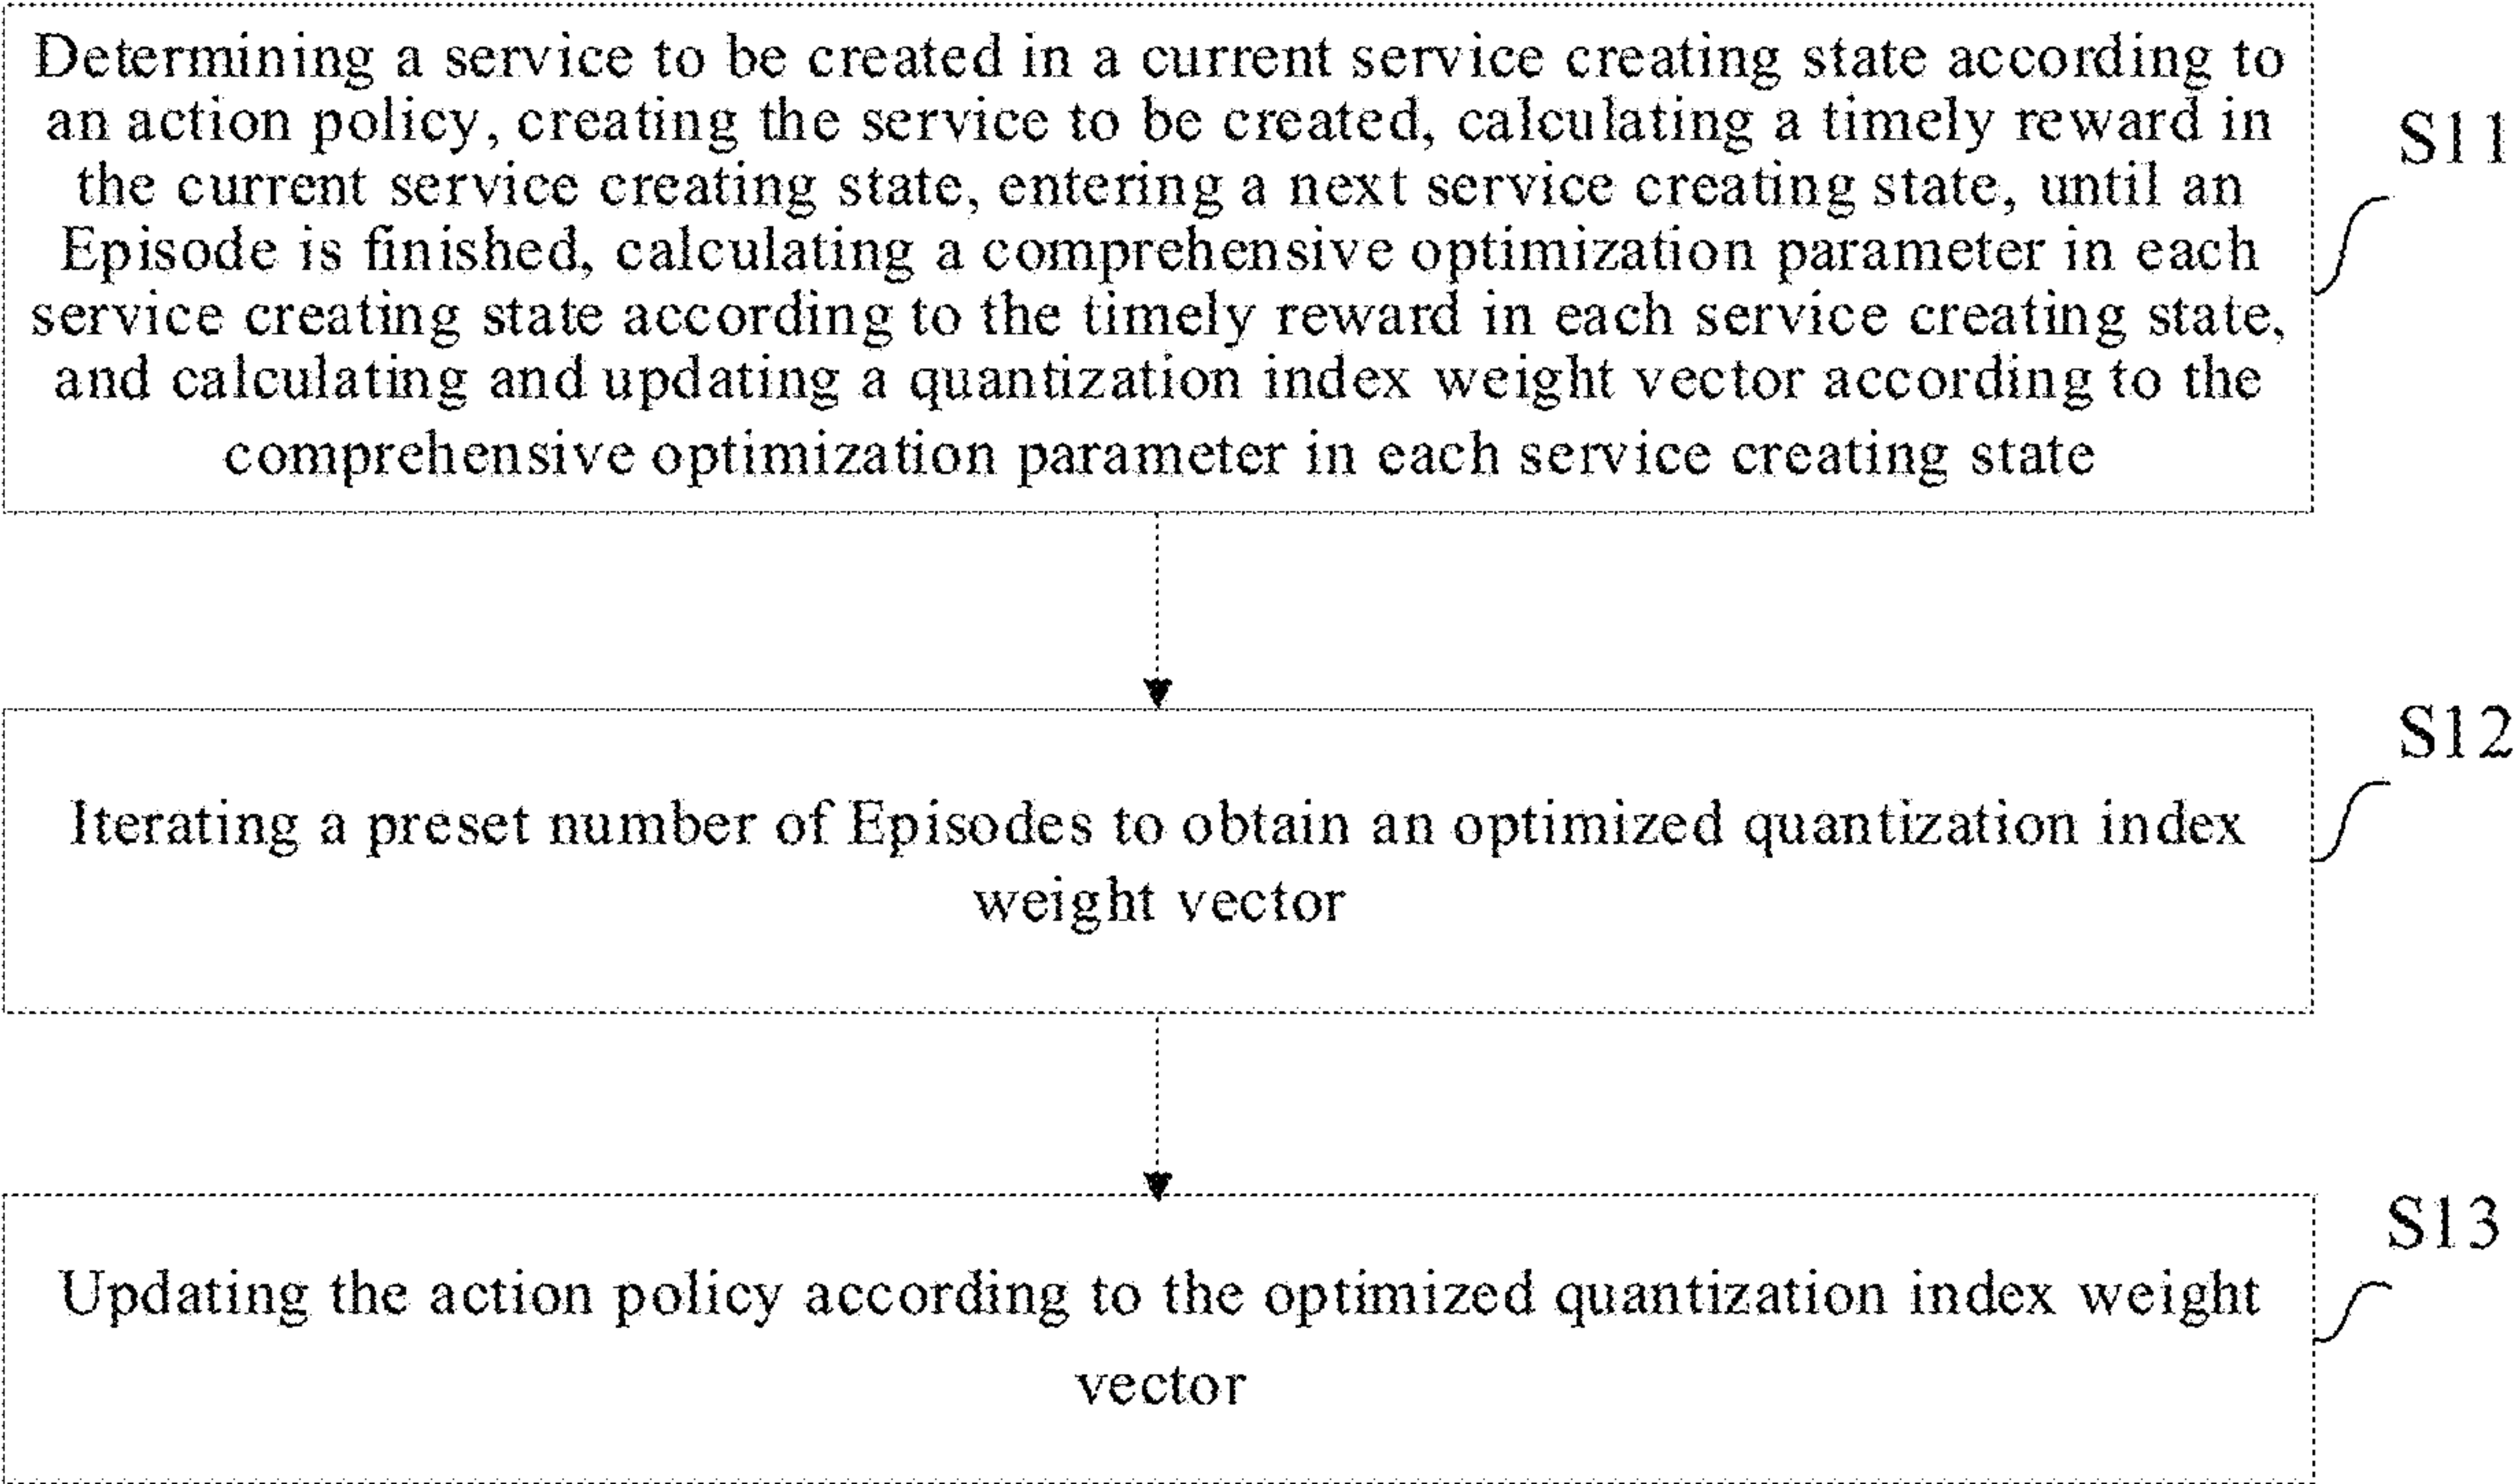 Determining a service to be created in a current service creating state according to
an action policy, creating the service to be created, calculating a timely reward in
the current service creating state, entering a next service creating state, until an
Episode is finished, calculating a comprehensive optimization parameter in each
service creating state according to the timely reward in each service creating state,
and calculating and updating a quantization index weight vector according to the
comprehensive optimization parameter in each service creating state
S11
Iterating a preset number of Episodes to obtain an optimized quantization index
weight vector
S12
Updating the action policy according to the optimized quantization index weight
vector
S13